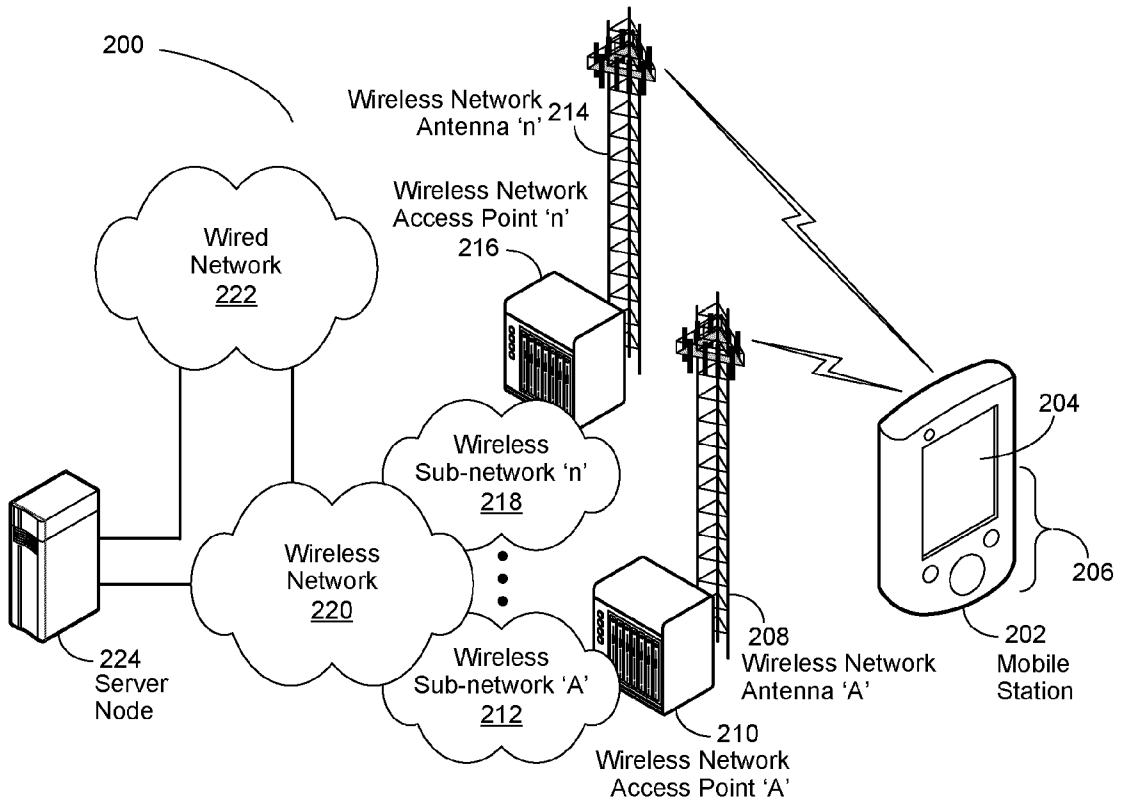 200
Wireless Network
Antenna ‘n’
214
Wireless Network
Access Point ‘n’
216
Wired
Network
222
204
Wireless
Sub-network ‘n’
218
Wireless
Network
220
206
208
Wireless Network
Antenna ‘A’
202
Mobile
Station
224
Server
Node
Wireless
Sub-network ‘A’
212
210
Wireless Network
Access Point ‘A’